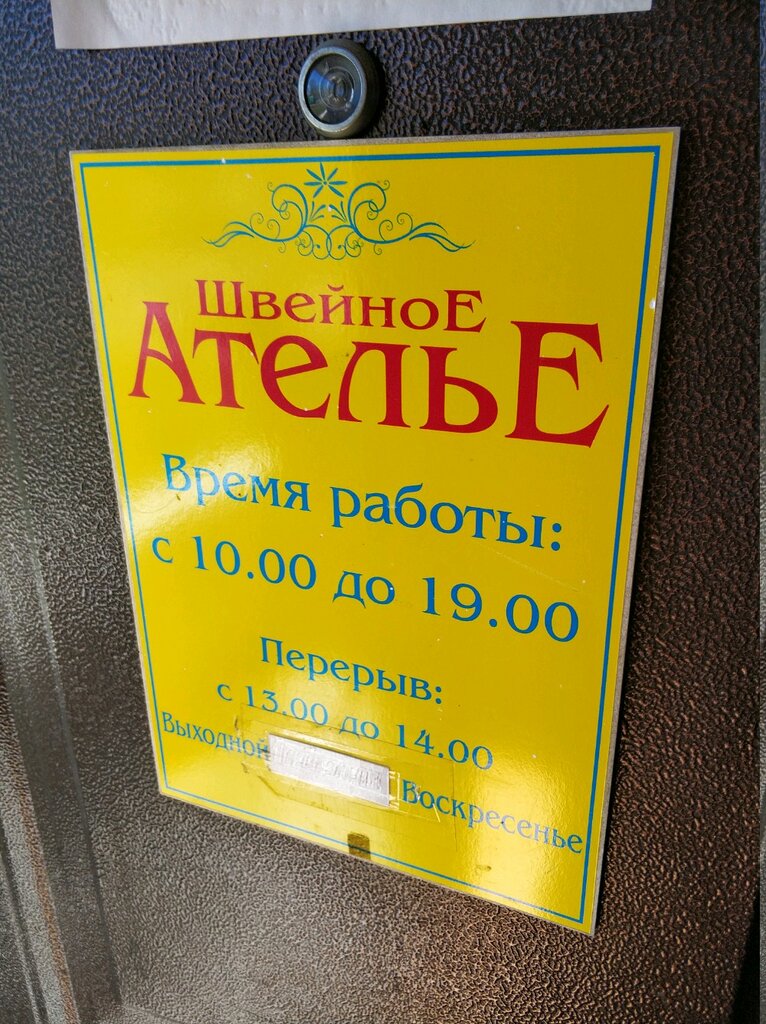 ШвейноЕ
АтельЕ
Время работы:
с 10.00 до 19.00
Перерыв:
с 13.00 до 14.00
Выходной Воскресенье